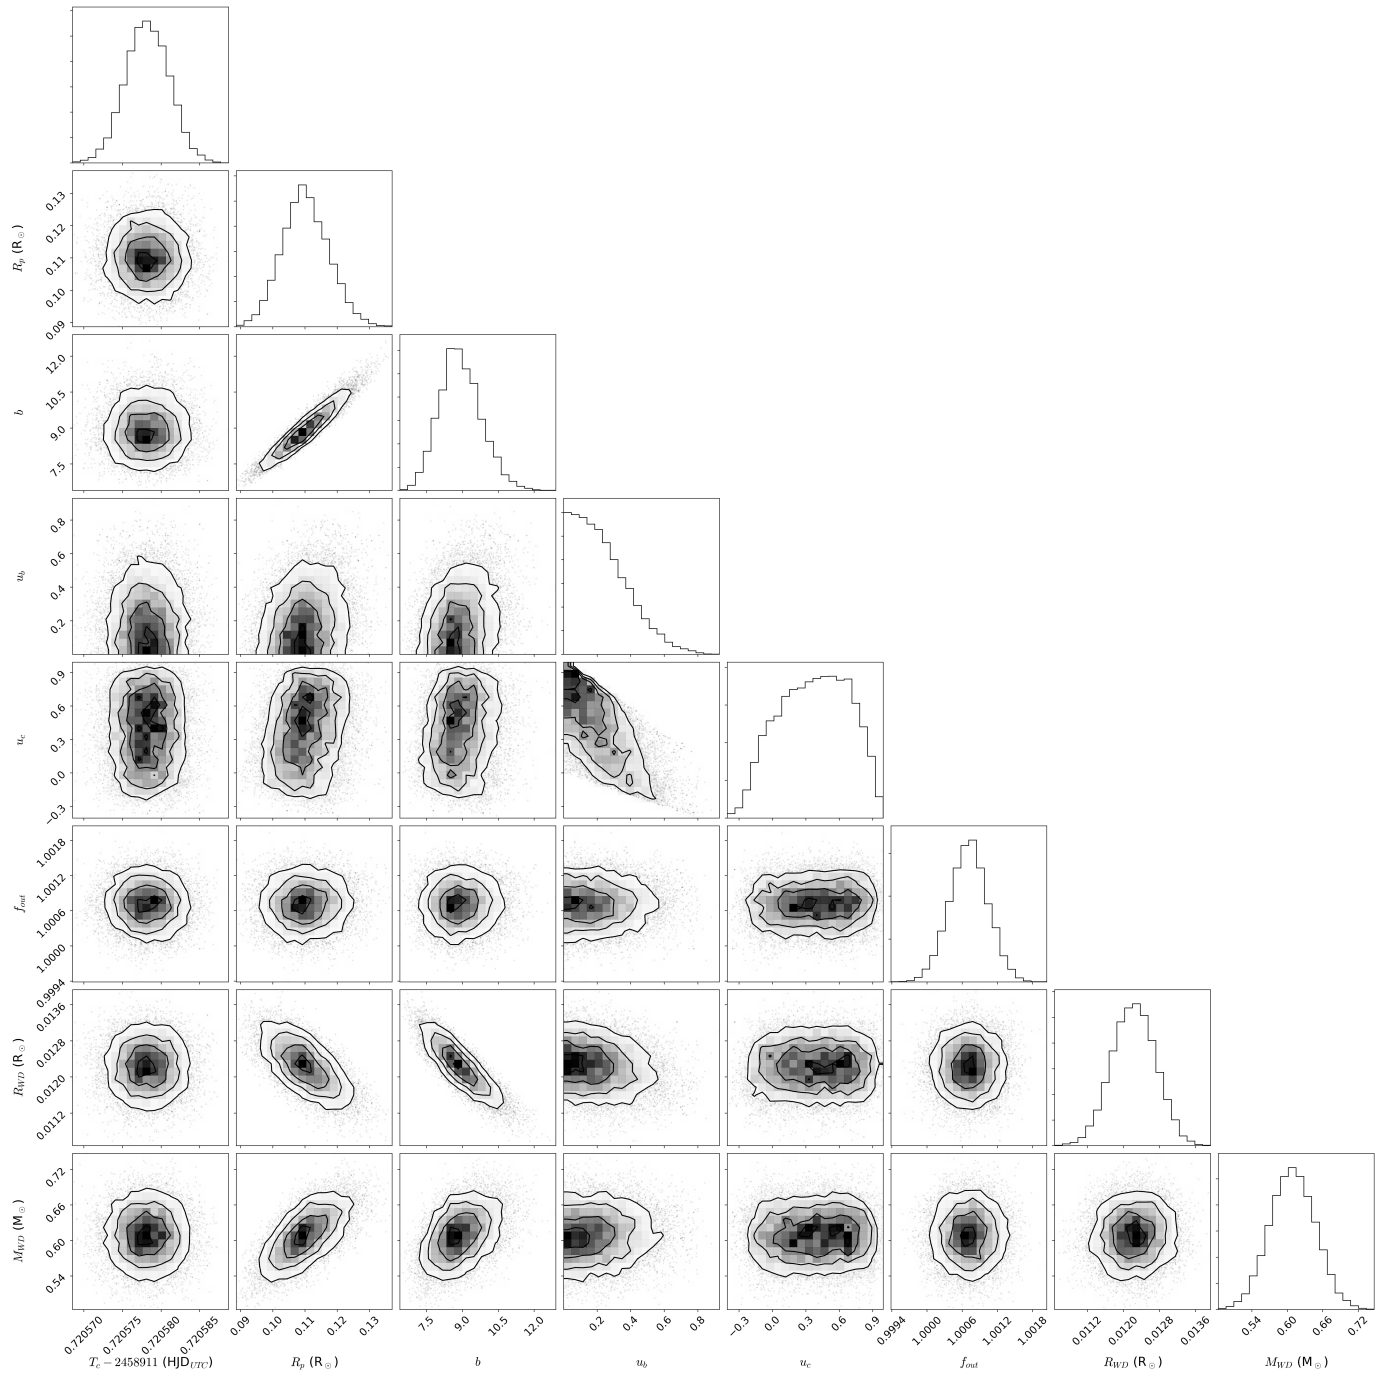 0.13
0.12
0.11
0.10
0.09
R_p (R_⊙)
12.0
10.5
9.0
7.5
b
0.8
0.6
0.4
0.2
u_b
0.9
0.6
0.3
0.0
−0.3
u_c
1.0018
1.0012
1.0006
1.0000
0.9994
f_out
0.0136
0.0128
0.0120
0.0112
R_WD (R_⊙)
0.72
0.66
0.60
0.54
M_WD (M_⊙)
0.720570 0.720575 0.720580 0.720585
0.09 0.10 0.11 0.12 0.13
7.5 9.0 10.5 12.0
0.2 0.4 0.6 0.8
−0.3 0.0 0.3 0.6 0.9
0.9994 1.0000 1.0006 1.0012 1.0018
0.0112 0.0120 0.0128 0.0136
0.54 0.60 0.66 0.72
T_c − 2458911 (HJD_UTC) R_p (R_⊙) b u_b u_c f_out R_WD (R_⊙) M_WD (M_⊙)